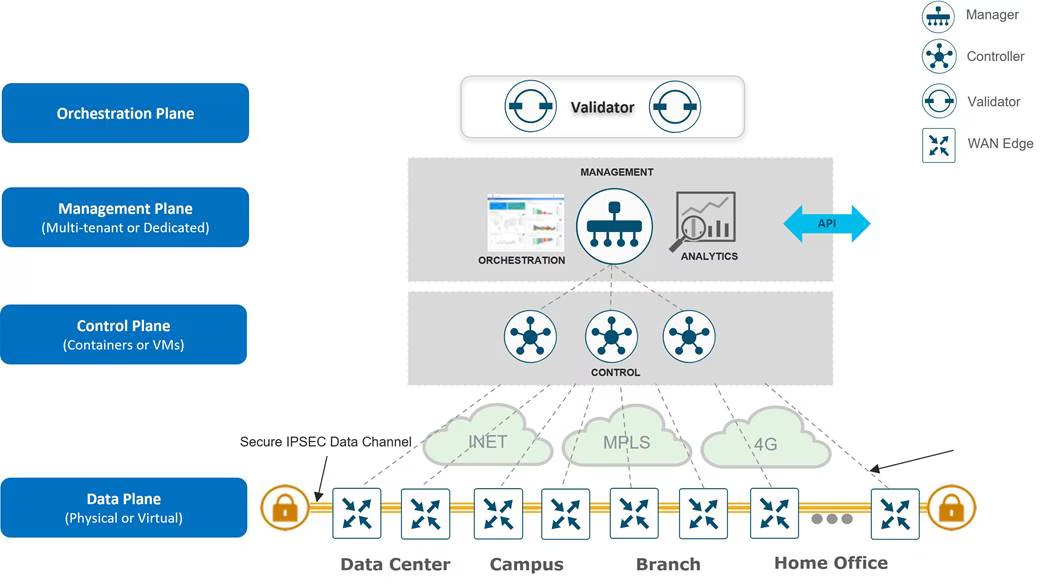 Manager
Controller
Validator
WAN Edge
Orchestration Plane
Validator
Management Plane
(Multi-tenant or Dedicated)
MANAGEMENT
ORCHESTRATION
ANALYTICS
API
Control Plane
(Containers or VMs)
CONTROL
INET
MPLS
4G
Secure IPSEC Data Channel
Data Plane
(Physical or Virtual)
Data Center
Campus
Branch
Home Office